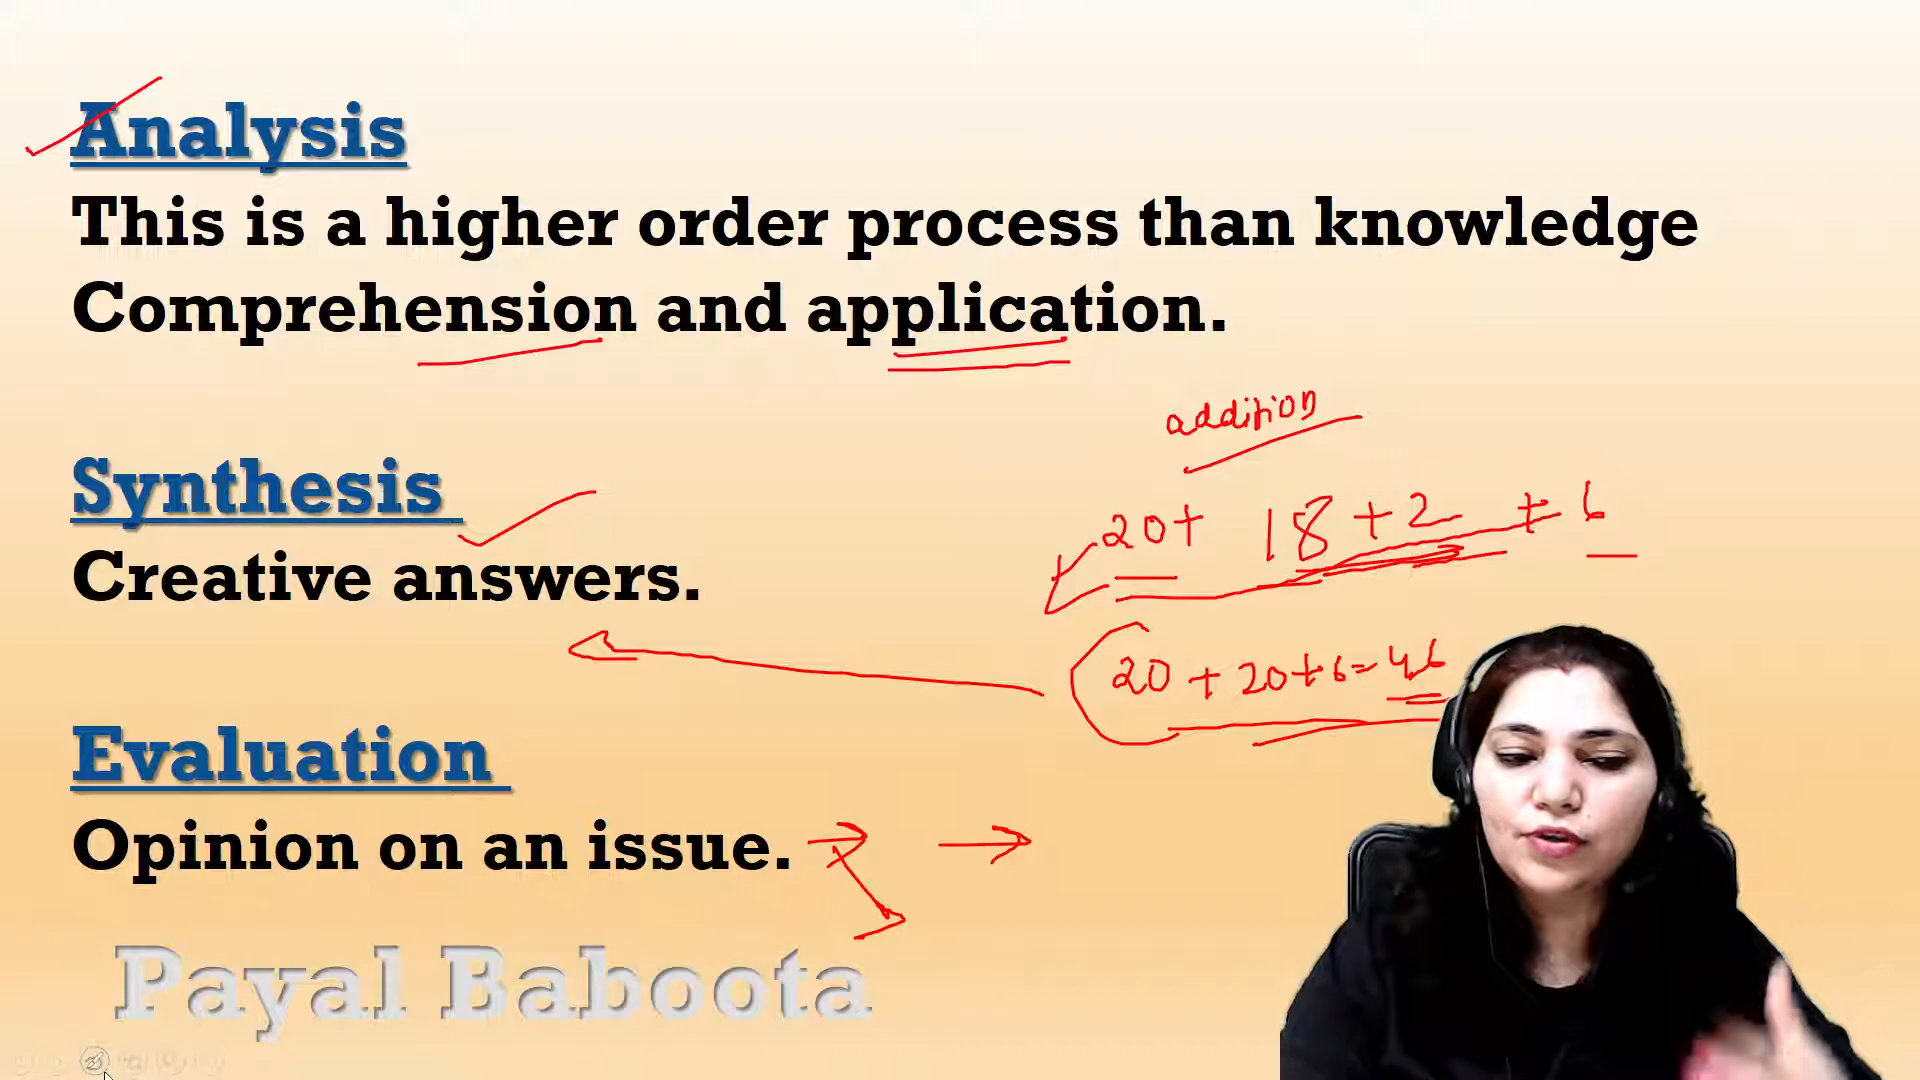 Analysis
This is a higher order process than knowledge
Comprehension and application.
addition
Synthesis
20+ 18+2 + 6
Creative answers.
20 + 20+6=46
Evaluation
Opinion on an issue.
Payal Baboota